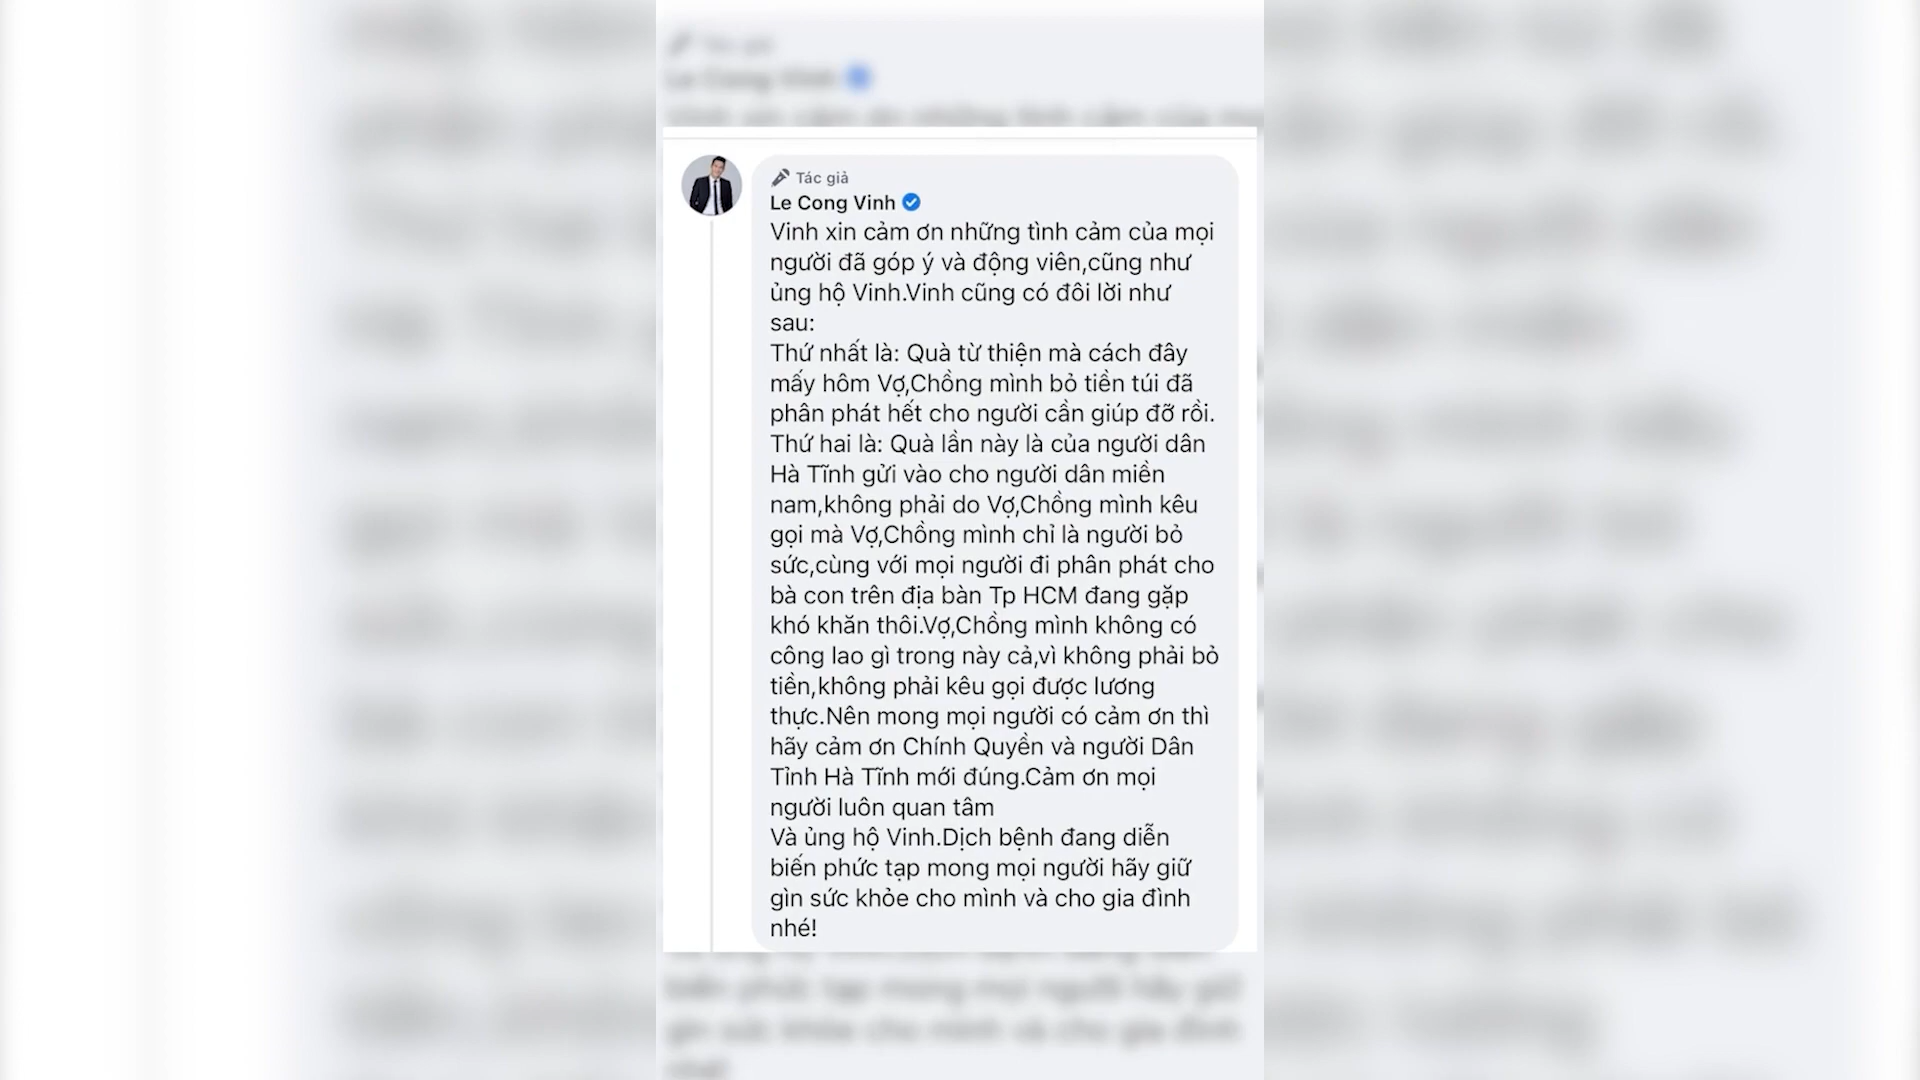 Tác giả
Le Cong Vinh
Vinh xin cảm ơn những tình cảm của mọi
người đã góp ý và động viên,cũng như
ủng hộ Vinh.Vinh cũng có đôi lời như
sau:
Thứ nhất là: Quà từ thiện mà cách đây
mấy hôm Vợ,Chồng mình bỏ tiền túi đã
phân phát hết cho người cần giúp đỡ rồi.
Thứ hai là: Quà lần này là của người dân
Hà Tĩnh gửi vào cho người dân miền
nam,không phải do Vợ,Chồng mình kêu
gọi mà Vợ,Chồng mình chỉ là người bỏ
sức,cùng với mọi người đi phân phát cho
bà con trên địa bàn Tp HCM đang gặp
khó khăn thôi.Vợ,Chồng mình không có
công lao gì trong này cả,vì không phải bỏ
tiền,không phải kêu gọi được lương
thực.Nên mong mọi người có cảm ơn thì
hãy cảm ơn Chính Quyền và người Dân
Tỉnh Hà Tĩnh mới đúng.Cảm ơn mọi
người luôn quan tâm
Và ủng hộ Vinh.Dịch bệnh đang diễn
biến phức tạp mong mọi người hãy giữ
gìn sức khỏe cho mình và cho gia đình
nhé!